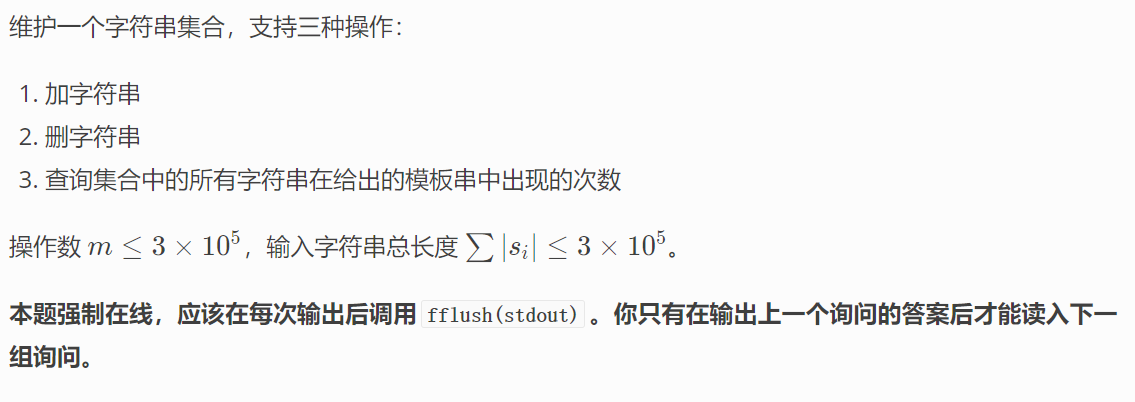 维护一个字符串集合，支持三种操作：
1. 加字符串
2. 删字符串
3. 查询集合中的所有字符串在给出的模板串中出现的次数
操作数 m ≤ 3 × 10^5，输入字符串总长度 ∑|s_i| ≤ 3 × 10^5。
本题强制在线，应该在每次输出后调用 fflush(stdout) 。你只有在输出上一个询问的答案后才能读入下一
组询问。